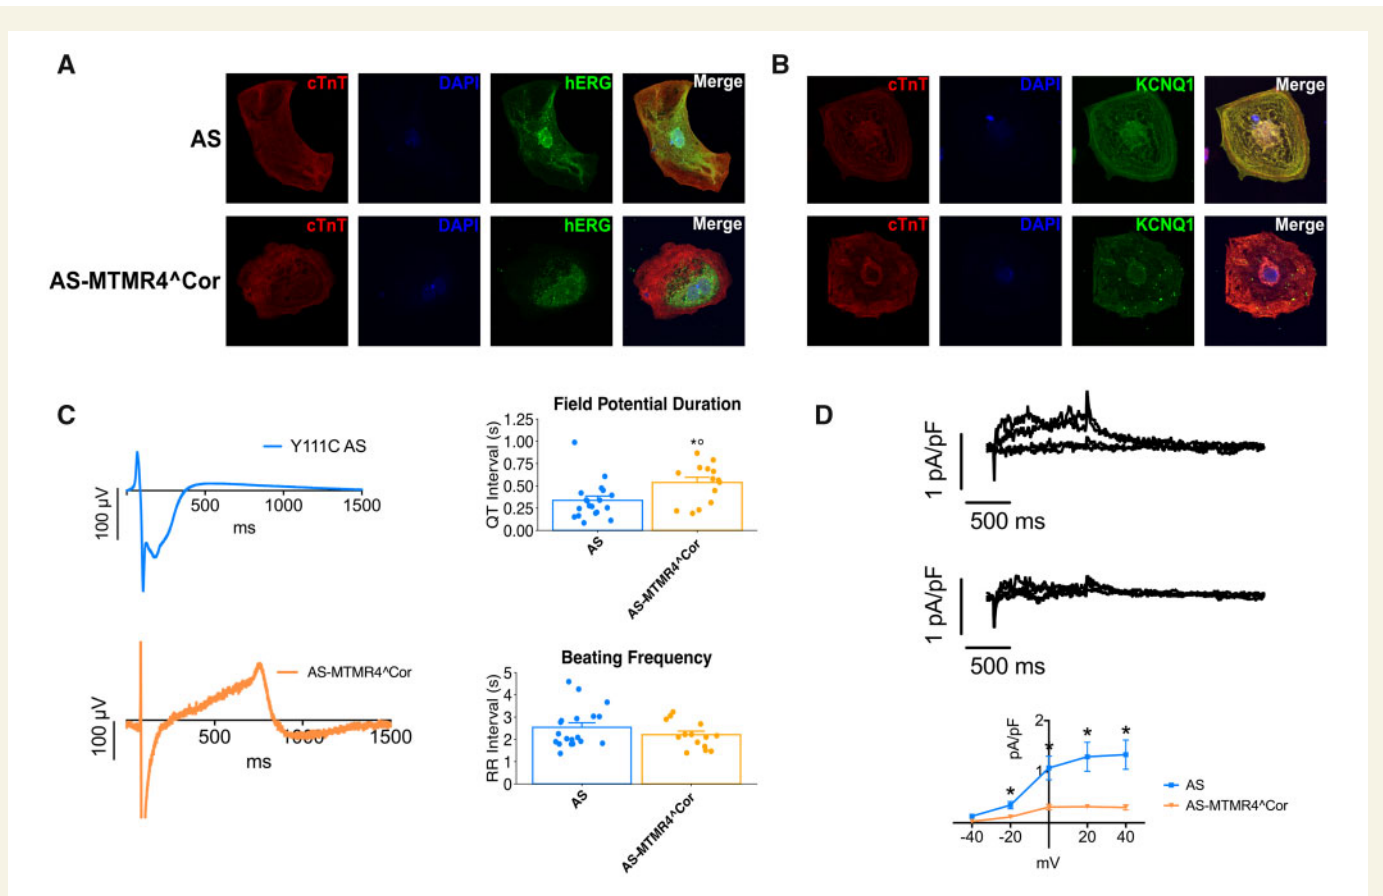 A
cTnT DAPI hERG Merge
AS
cTnT DAPI hERG Merge
AS-MTMR4^Cor
B
cTnT DAPI KCNQ1 Merge
cTnT DAPI KCNQ1 Merge
C
Y111C AS
100 µV
500 1000 1500
ms
AS-MTMR4^Cor
100 µV
500 1000 1500
ms
Field Potential Duration
QT Interval (s)
1.25
1.00
0.75
0.50
0.25
0.00
*°
AS
AS-MTMR4^Cor
Beating Frequency
RR Interval (s)
5
4
3
2
1
0
AS
AS-MTMR4^Cor
D
1 pA/pF
500 ms
1 pA/pF
500 ms
pA/pF
2
1
* * * *
-40 -20 0 20 40
mV
AS
AS-MTMR4^Cor